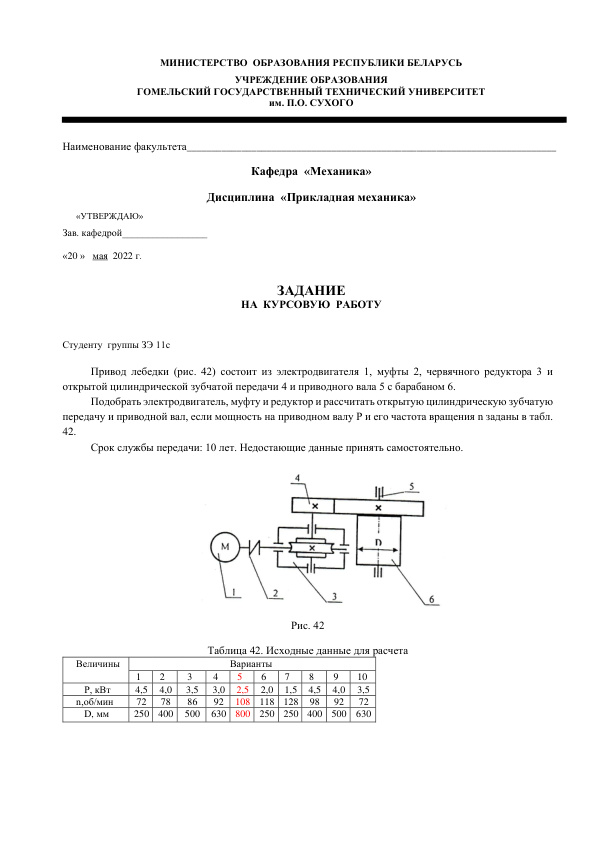 МИНИСТЕРСТВО ОБРАЗОВАНИЯ РЕСПУБЛИКИ БЕЛАРУСЬ
УЧРЕЖДЕНИЕ ОБРАЗОВАНИЯ
ГОМЕЛЬСКИЙ ГОСУДАРСТВЕННЫЙ ТЕХНИЧЕСКИЙ УНИВЕРСИТЕТ
им. П.О. СУХОГО
Наименование факультета____________________
Кафедра «Механика»
Дисциплина «Прикладная механика»
«УТВЕРЖДАЮ»
Зав. кафедрой_________________
«20 » мая 2022 г.
ЗАДАНИЕ
НА КУРСОВУЮ РАБОТУ
Студенту группы ЗЭ 11с
Привод лебедки (рис. 42) состоит из электродвигателя 1, муфты 2, червячного редуктора 3 и
открытой цилиндрической зубчатой передачи 4 и приводного вала 5 с барабаном 6.
Подобрать электродвигатель, муфту и редуктор и рассчитать открытую цилиндрическую зубчатую
передачу и приводной вал, если мощность на приводном валу P и его частота вращения n заданы в табл.
42.
Срок службы передачи: 10 лет. Недостающие данные принять самостоятельно.
4
5
M
D
1
2
3
6
Рис. 42
Таблица 42. Исходные данные для расчета
Величины Варианты
1 2 3 4 5 6 7 8 9 10
P, кВт 4,5 4,0 3,5 3,0 2,5 2,0 1,5 4,5 4,0 3,5
n,об/мин 72 78 86 92 108 118 128 98 92 72
D, мм 250 400 500 630 800 250 250 400 500 630